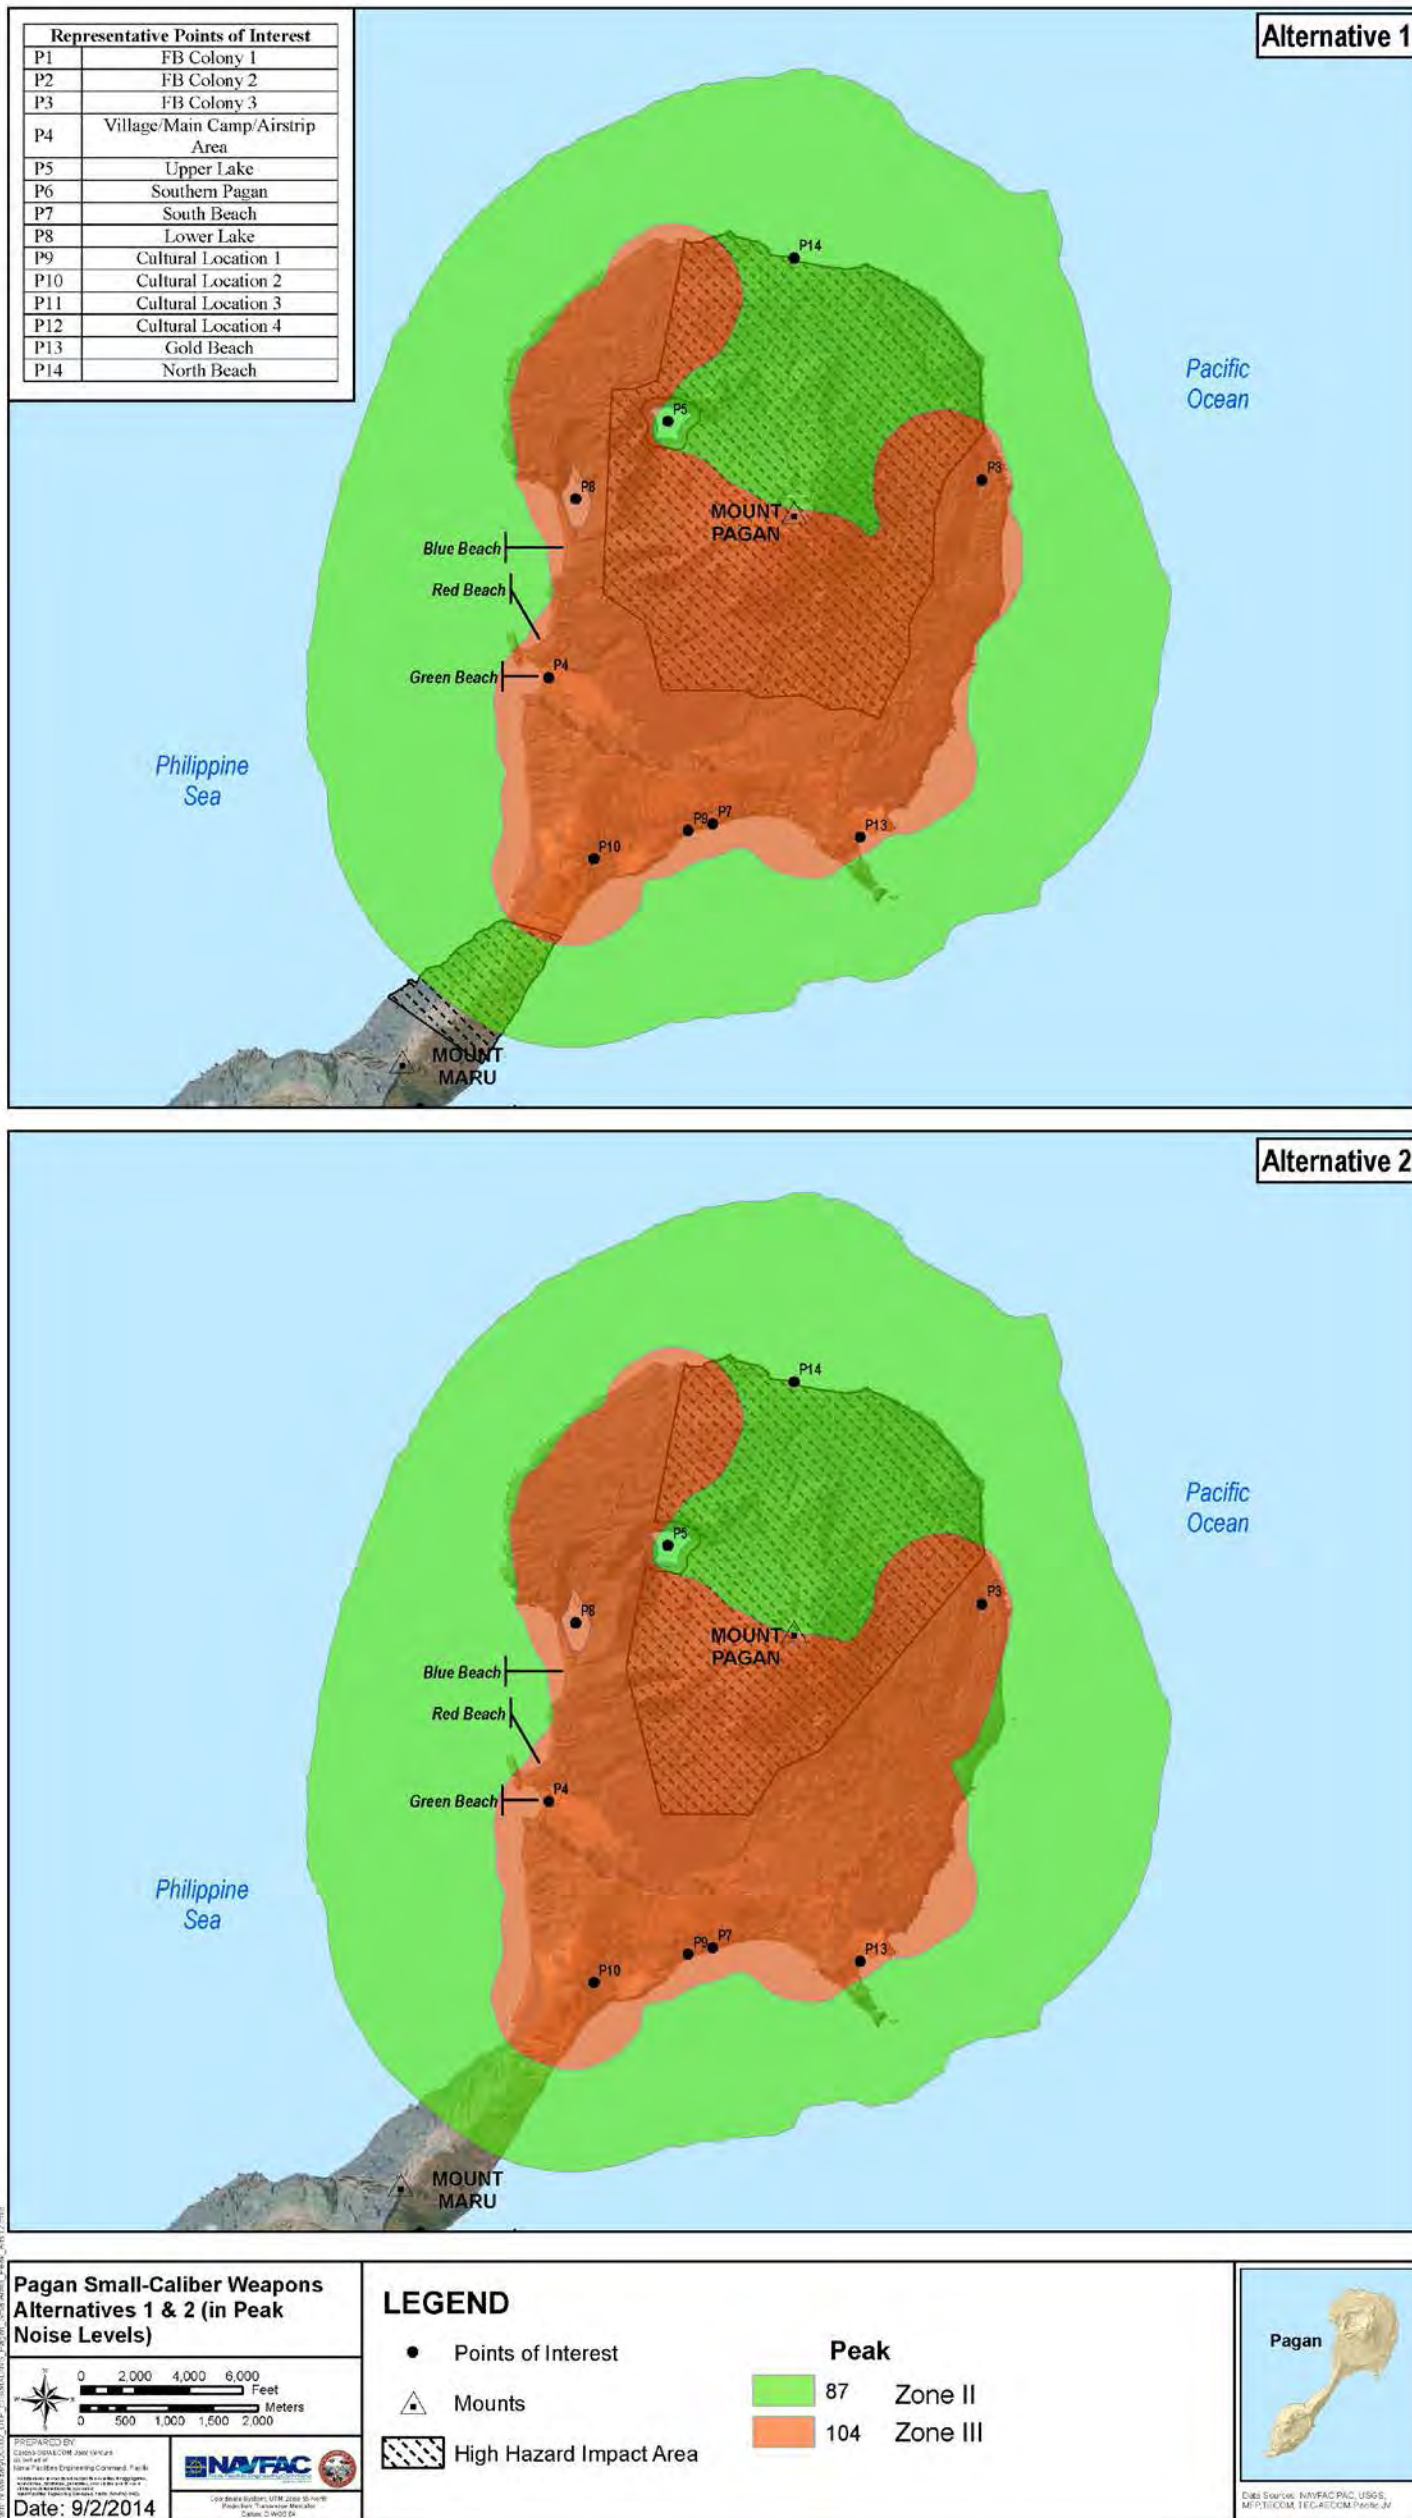 Alternative 1
Representative Points of Interest
P1 FB Colony 1
P2 FB Colony 2
P3 FB Colony 3
P4 Village/Main Camp/Airstrip
Area
P5 Upper Lake
P6 Southern Pagan
P7 South Beach
P8 Lower Lake
P9 Cultural Location 1
P10 Cultural Location 2
P11 Cultural Location 3
P12 Cultural Location 4
P13 Gold Beach
P14 North Beach
P14
Pacific
Ocean
P5
P3
P8
MOUNT
PAGAN
Blue Beach
Red Beach
P4
Green Beach
Philippine
Sea
P9 P7
P13
P10
MOUNT
MARU
Alternative 2
P14
Pacific
Ocean
P5
P3
P8
MOUNT
PAGAN
Blue Beach
Red Beach
P4
Green Beach
Philippine
Sea
P9 P7
P13
P10
MOUNT
MARU
Pagan Small-Caliber Weapons
Alternatives 1 & 2 (in Peak
Noise Levels)
0 2,000 4,000 6,000
Feet
Meters
0 500 1,000 1,500 2,000
PREPARED BY
NAVFAC
Date: 9/2/2014
LEGEND
Points of Interest
Mounts
High Hazard Impact Area
Peak
87 Zone II
104 Zone III
Pagan
Data Sources: NAVFAC PAC, USGS,